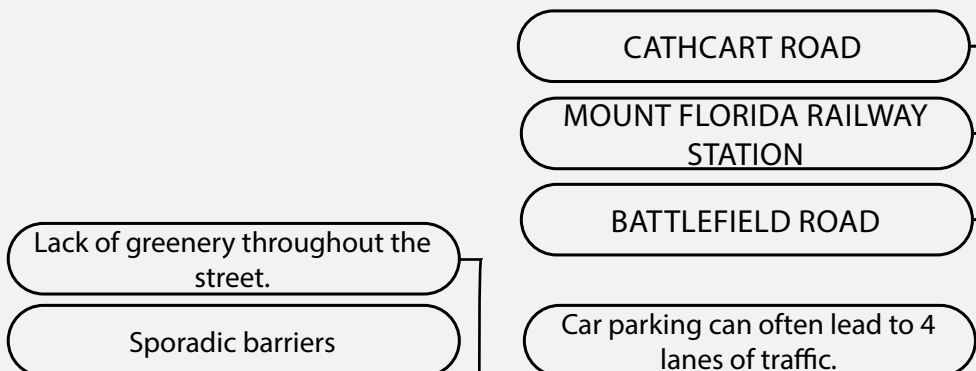 CATHCART ROAD
MOUNT FLORIDA RAILWAY
STATION
BATTLEFIELD ROAD
Lack of greenery throughout the
street.
Sporadic barriers
Car parking can often lead to 4
lanes of traffic.